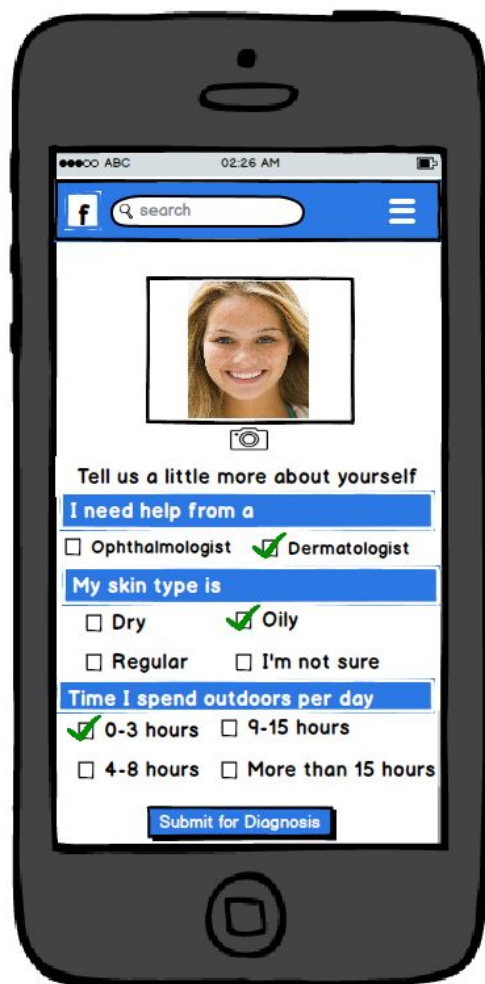 ABC 02:26 AM
f search
Tell us a little more about yourself
I need help from a
Ophthalmologist Dermatologist
My skin type is
Dry Oily
Regular I'm not sure
Time I spend outdoors per day
0-3 hours 9-15 hours
4-8 hours More than 15 hours
Submit for Diagnosis